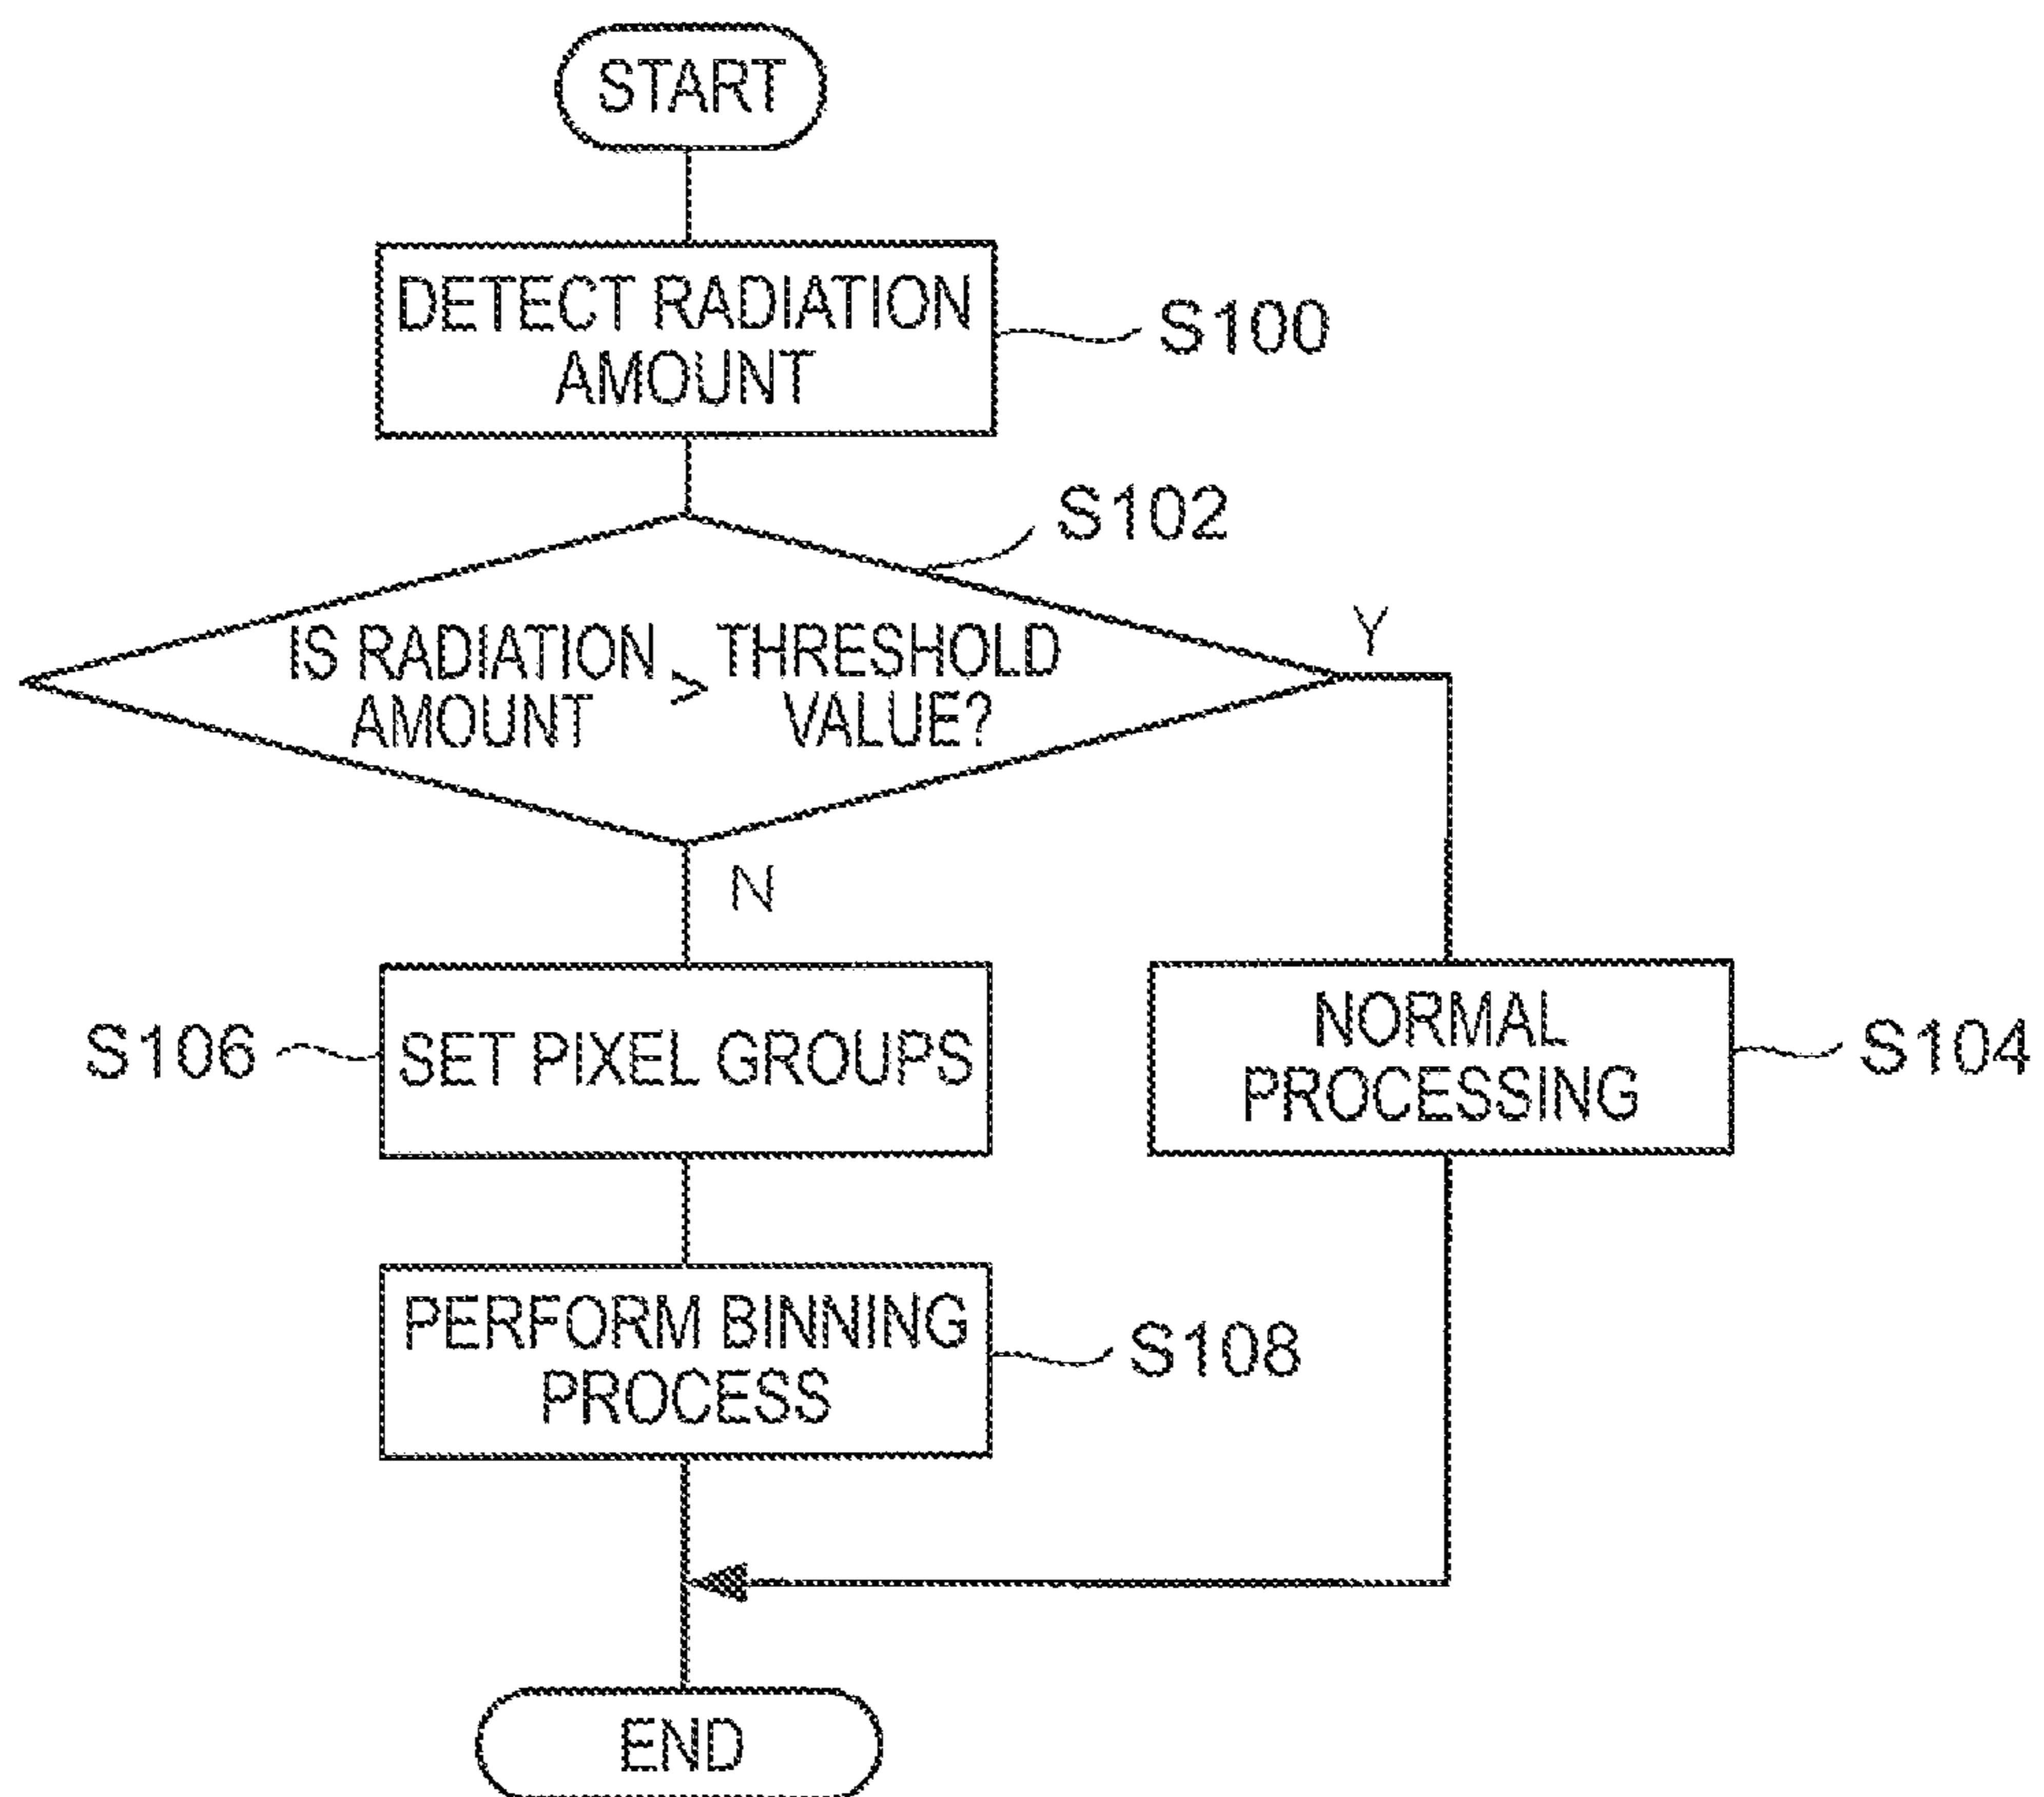 START
DETECT RADIATION
AMOUNT
S100
S102
IS RADIATION
AMOUNT
>
THRESHOLD
VALUE?
Y
N
S106
SET PIXEL GROUPS
NORMAL
PROCESSING
S104
PERFORM BINNING
PROCESS
S108
END